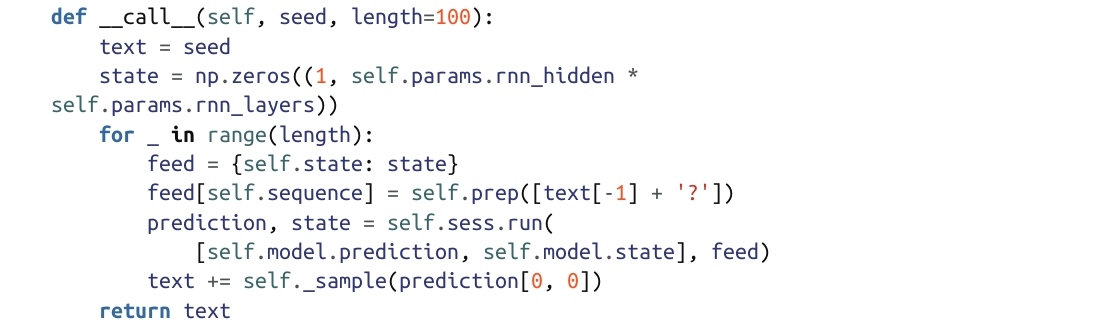 def __call__(self, seed, length=100):
    text = seed
    state = np.zeros((1, self.params.rnn_hidden *
self.params.rnn_layers))
    for _ in range(length):
        feed = {self.state: state}
        feed[self.sequence] = self.prep([text[-1] + '?'])
        prediction, state = self.sess.run(
            [self.model.prediction, self.model.state], feed)
        text += self._sample(prediction[0, 0])
    return text